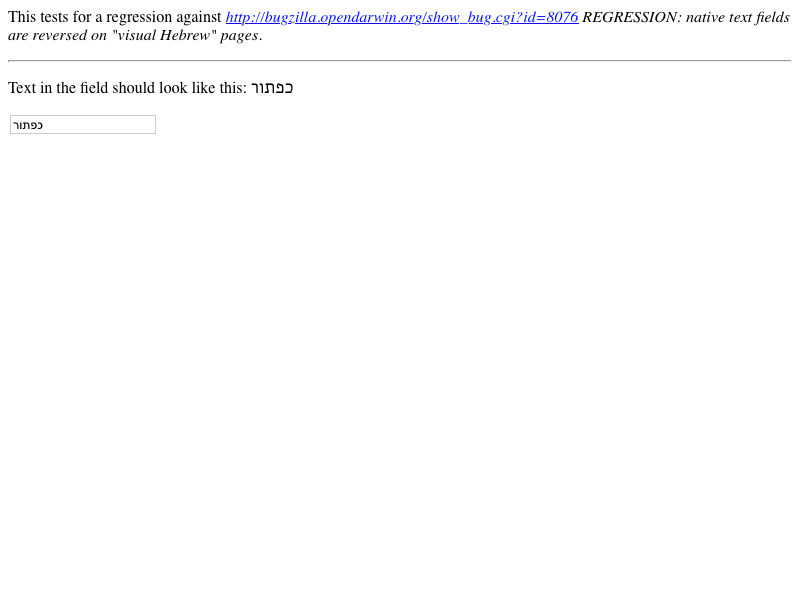 This tests for a regression against http://bugzilla.opendarwin.org/show_bug.cgi?id=8076 REGRESSION: native text fields
are reversed on "visual Hebrew" pages.
Text in the field should look like this: כפתור
כפתור